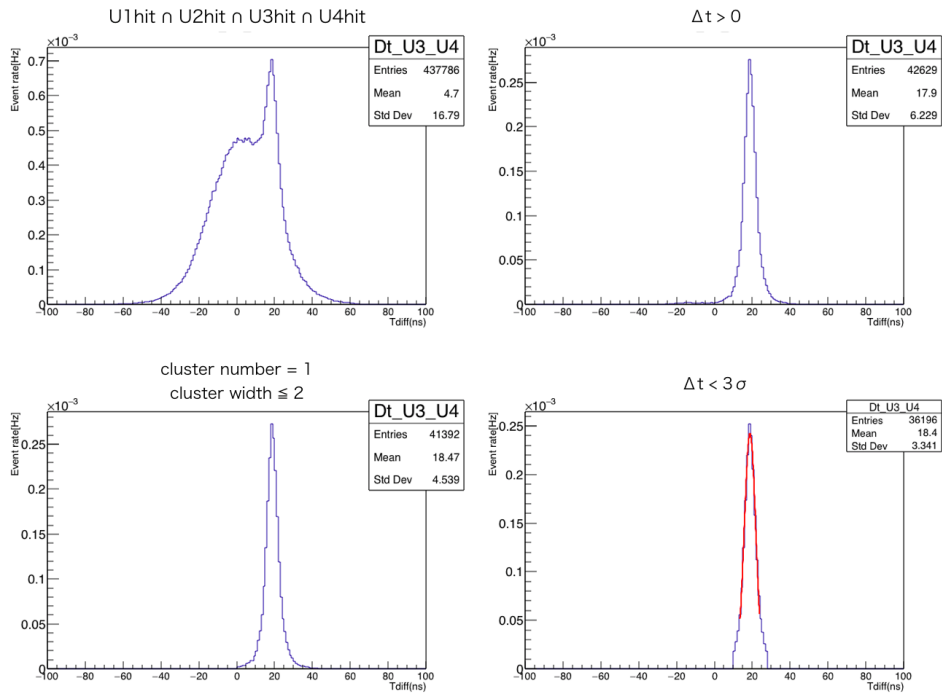 U1hit ∩ U2hit ∩ U3hit ∩ U4hit
×10⁻³
Event rate[Hz]
0.7
0.6
0.5
0.4
0.3
0.2
0.1
0
−100 −80 −60 −40 −20 0 20 40 60 80 100
Tdiff(ns)
Dt_U3_U4
Entries 437786
Mean 4.7
Std Dev 16.79
Δt > 0
×10⁻³
Event rate[Hz]
0.25
0.2
0.15
0.1
0.05
0
−100 −80 −60 −40 −20 0 20 40 60 80 100
Tdiff(ns)
Dt_U3_U4
Entries 42629
Mean 17.9
Std Dev 6.229
cluster number = 1
cluster width ≦ 2
×10⁻³
Event rate[Hz]
0.25
0.2
0.15
0.1
0.05
0
−100 −80 −60 −40 −20 0 20 40 60 80 100
Tdiff(ns)
Dt_U3_U4
Entries 41392
Mean 18.47
Std Dev 4.539
Δt < 3σ
×10⁻³
Event rate[Hz]
0.25
0.2
0.15
0.1
0.05
0
−100 −80 −60 −40 −20 0 20 40 60 80 100
Tdiff(ns)
Dt_U3_U4
Entries 36196
Mean 18.4
Std Dev 3.341